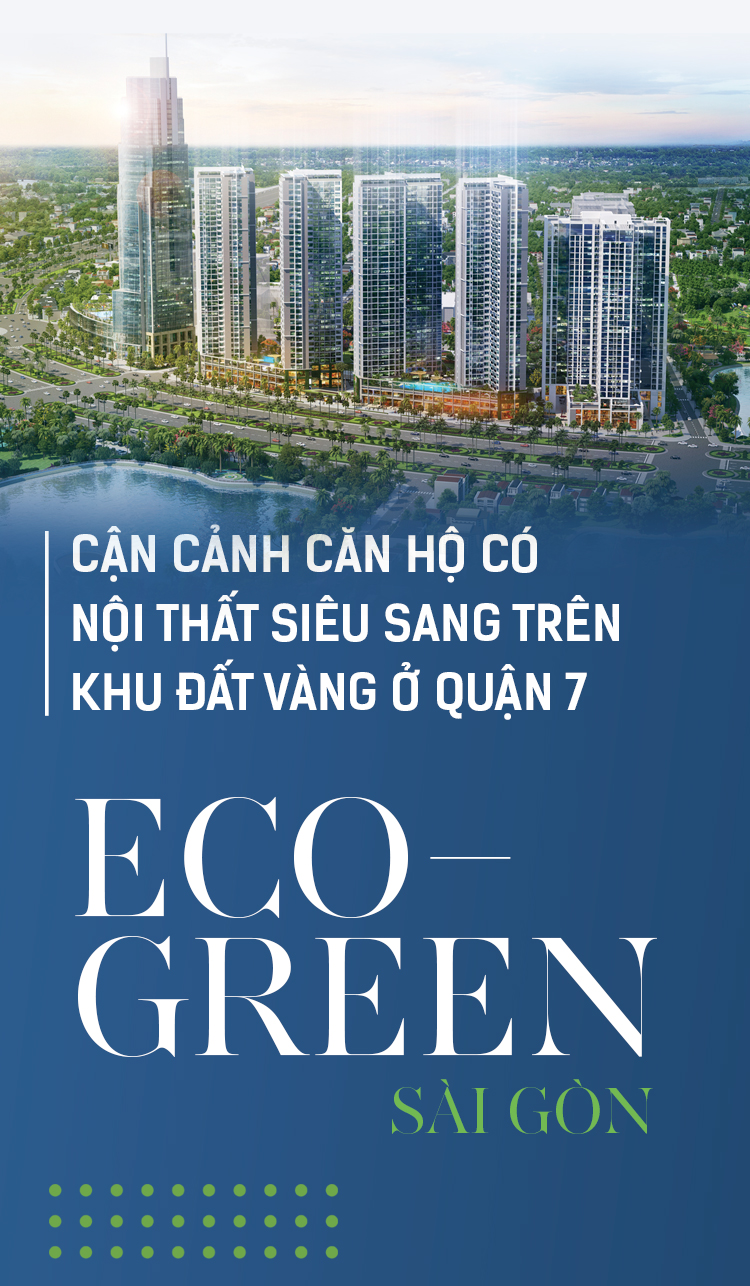 CẬN CẢNH CĂN HỘ CÓ
NỘI THẤT SIÊU SANG TRÊN
KHU ĐẤT VÀNG Ở QUẬN 7
ECO–
GREEN
SÀI GÒN